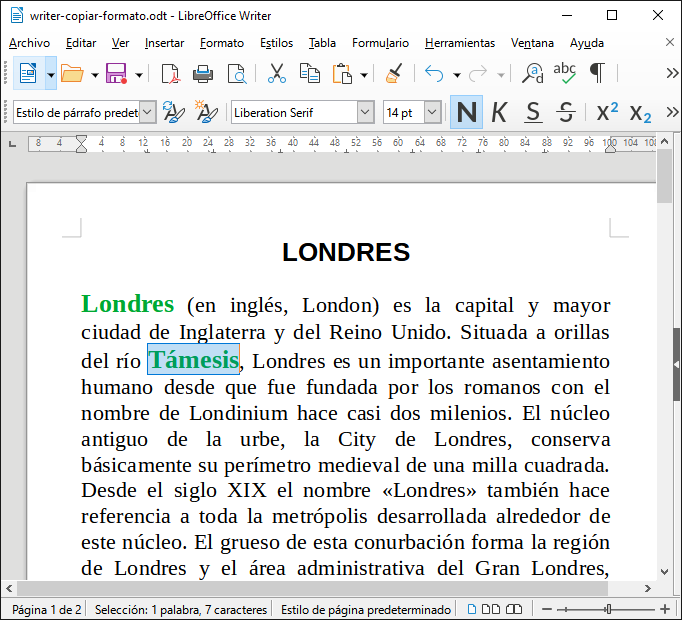 writer-copiar-formato.odt - LibreOffice Writer
Archivo Editar Ver Insertar Formato Estilos Tabla Formulario Herramientas Ventana Ayuda
abc
Estilo de párrafo predet Liberation Serif 14 pt N K S S X2 X2
8 4 4 8 12 16 20 24 28 32 36 40 44 48 52 56 60 64 68 72 76 80 84 88 92 96 100 104 108
LONDRES
Londres (en inglés, London) es la capital y mayor
ciudad de Inglaterra y del Reino Unido. Situada a orillas
del río Támesis, Londres es un importante asentamiento
humano desde que fue fundada por los romanos con el
nombre de Londinium hace casi dos milenios. El núcleo
antiguo de la urbe, la City de Londres, conserva
básicamente su perímetro medieval de una milla cuadrada.
Desde el siglo XIX el nombre «Londres» también hace
referencia a toda la metrópolis desarrollada alrededor de
este núcleo. El grueso de esta conurbación forma la región
de Londres y el área administrativa del Gran Londres,
Página 1 de 2 Selección: 1 palabra, 7 caracteres Estilo de página predeterminado